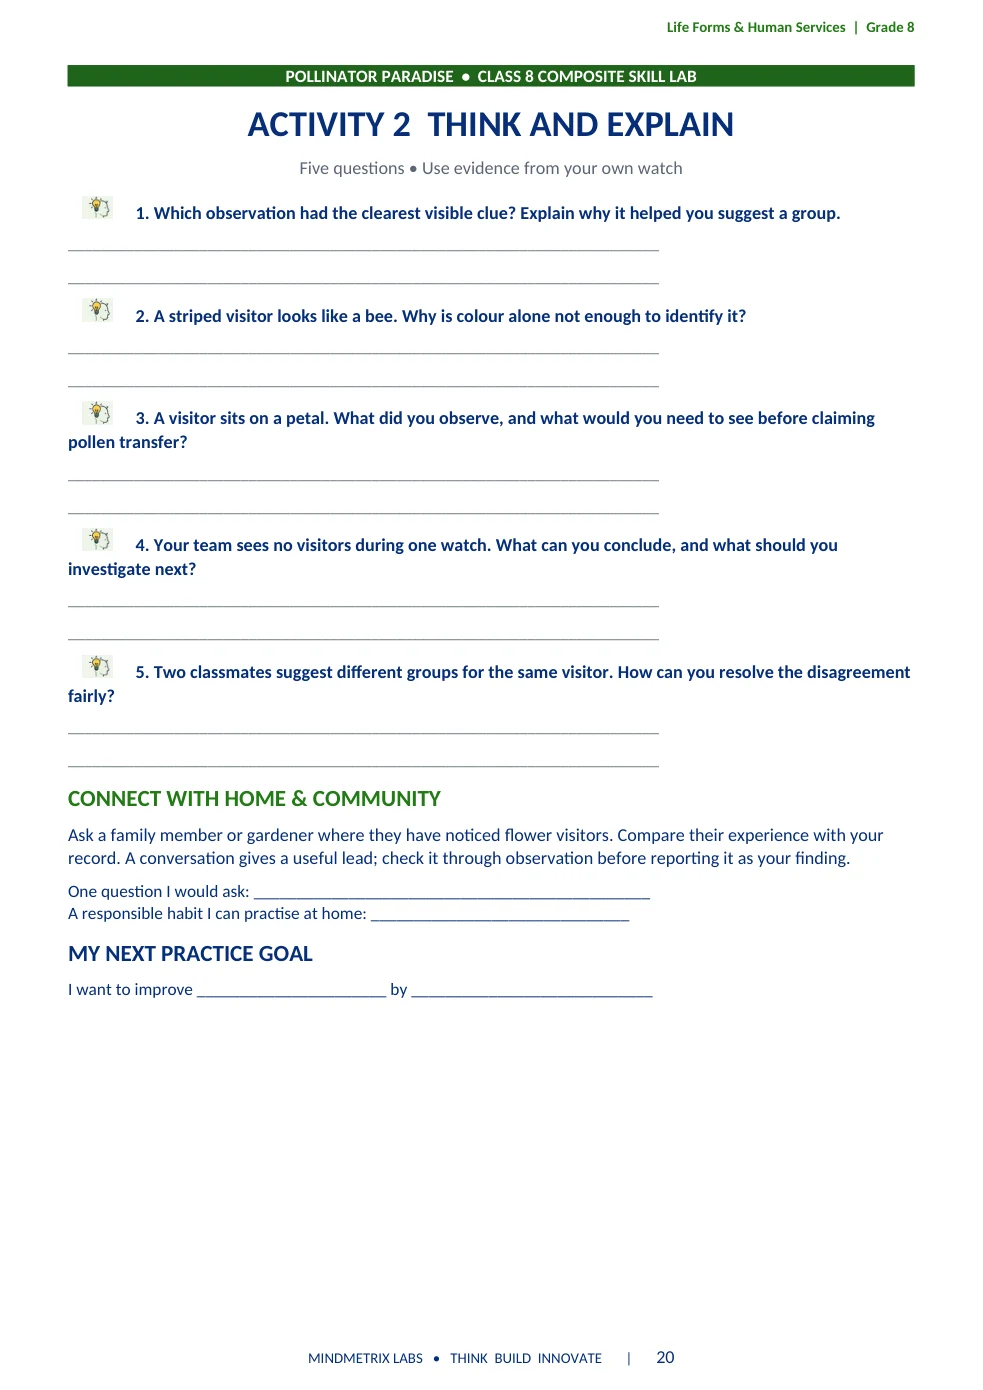 Life Forms & Human Services | Grade 8
POLLINATOR PARADISE ● CLASS 8 COMPOSITE SKILL LAB
ACTIVITY 2 THINK AND EXPLAIN
Five questions • Use evidence from your own watch
1. Which observation had the clearest visible clue? Explain why it helped you suggest a group.
2. A striped visitor looks like a bee. Why is colour alone not enough to identify it?
3. A visitor sits on a petal. What did you observe, and what would you need to see before claiming
pollen transfer?
4. Your team sees no visitors during one watch. What can you conclude, and what should you
investigate next?
5. Two classmates suggest different groups for the same visitor. How can you resolve the disagreement
fairly?
CONNECT WITH HOME & COMMUNITY
Ask a family member or gardener where they have noticed flower visitors. Compare their experience with your
record. A conversation gives a useful lead; check it through observation before reporting it as your finding.
One question I would ask: ______________________________________________
A responsible habit I can practise at home: ______________________________
MY NEXT PRACTICE GOAL
I want to improve ______________________ by ____________________________
MINDMETRIX LABS • THINK BUILD INNOVATE | 20